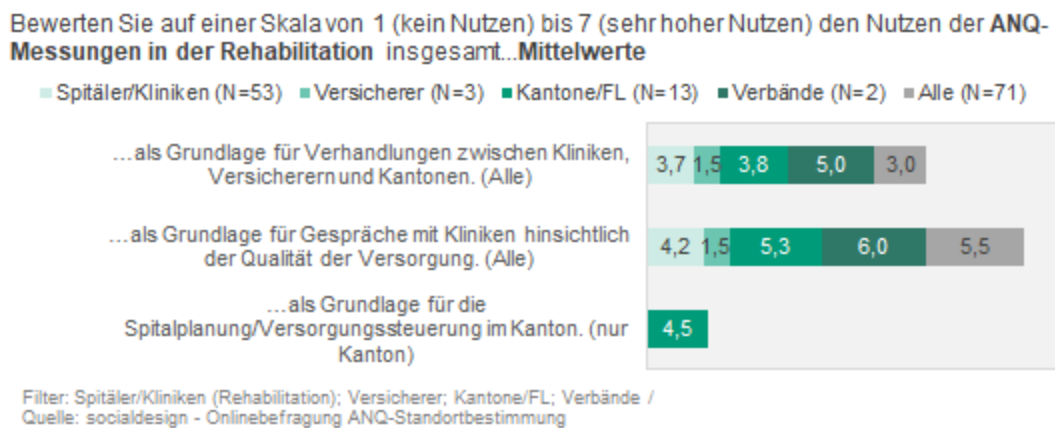 Bewerten Sie auf einer Skala von 1 (kein Nutzen) bis 7 (sehr hoher Nutzen) den Nutzen der ANQ-
Messungen in der Rehabilitation insgesamt...Mittelwerte
Spitäler/Kliniken (N=53) Versicherer (N=3) Kantone/FL (N=13) Verbände (N=2) Alle (N=71)
…als Grundlage für Verhandlungen zwischen Kliniken,
Versicherern und Kantonen. (Alle)
3,7 1,5 3,8 5,0 3,0
…als Grundlage für Gespräche mit Kliniken hinsichtlich
der Qualität der Versorgung. (Alle)
4,2 1,5 5,3 6,0 5,5
…als Grundlage für die
Spitalplanung/Versorgungssteuerung im Kanton. (nur
Kanton)
4,5
Filter: Spitäler/Kliniken (Rehabilitation); Versicherer; Kantone/FL; Verbände /
Quelle: socialdesign - Onlinebefragung ANQ-Standortbestimmung